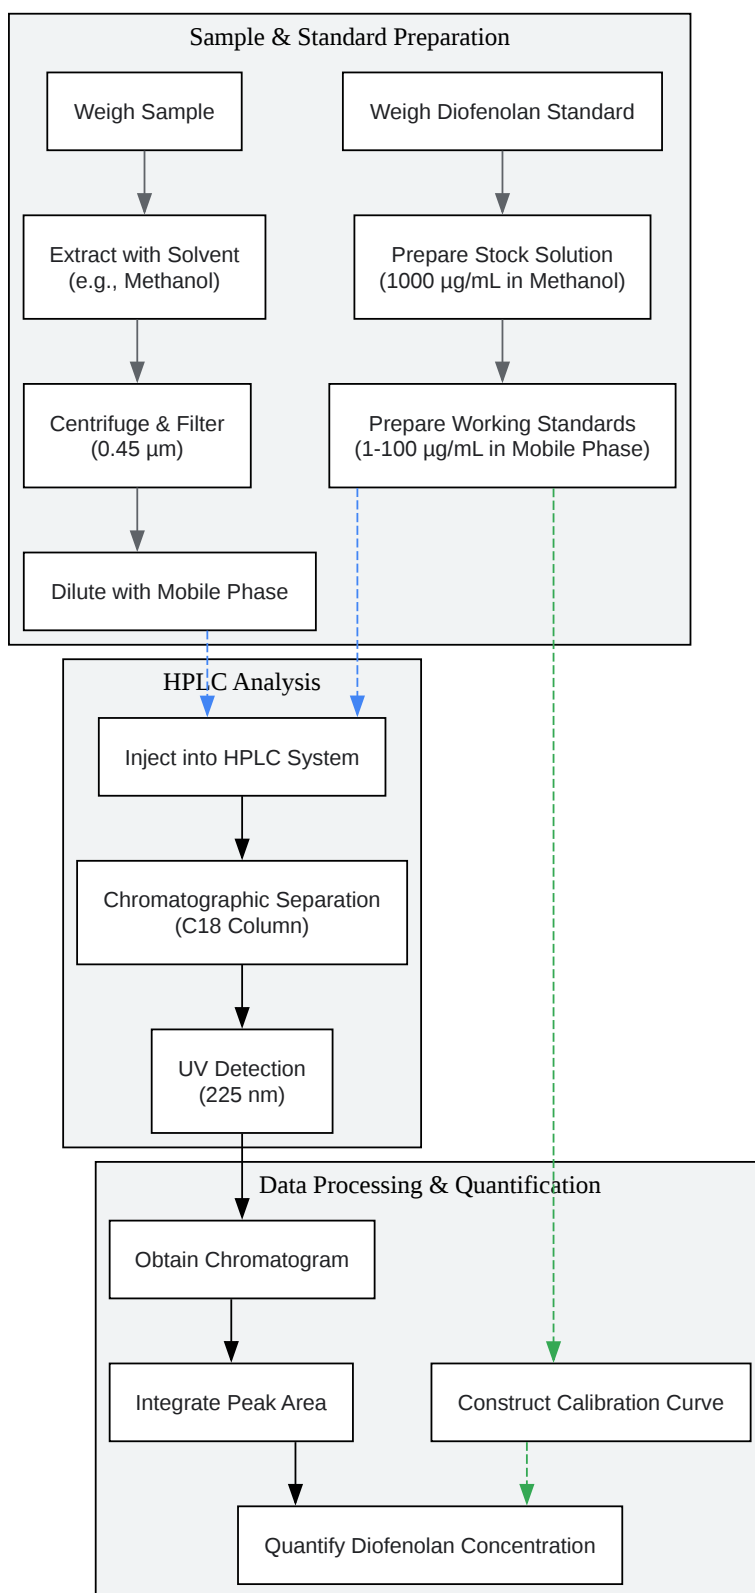 Sample & Standard Preparation
Weigh Sample
Weigh Diofenolan Standard
Extract with Solvent
(e.g., Methanol)
Prepare Stock Solution
(1000 µg/mL in Methanol)
Centrifuge & Filter
(0.45 µm)
Prepare Working Standards
(1-100 µg/mL in Mobile Phase)
Dilute with Mobile Phase
HPLC Analysis
Inject into HPLC System
Chromatographic Separation
(C18 Column)
UV Detection
(225 nm)
Data Processing & Quantification
Obtain Chromatogram
Integrate Peak Area
Construct Calibration Curve
Quantify Diofenolan Concentration